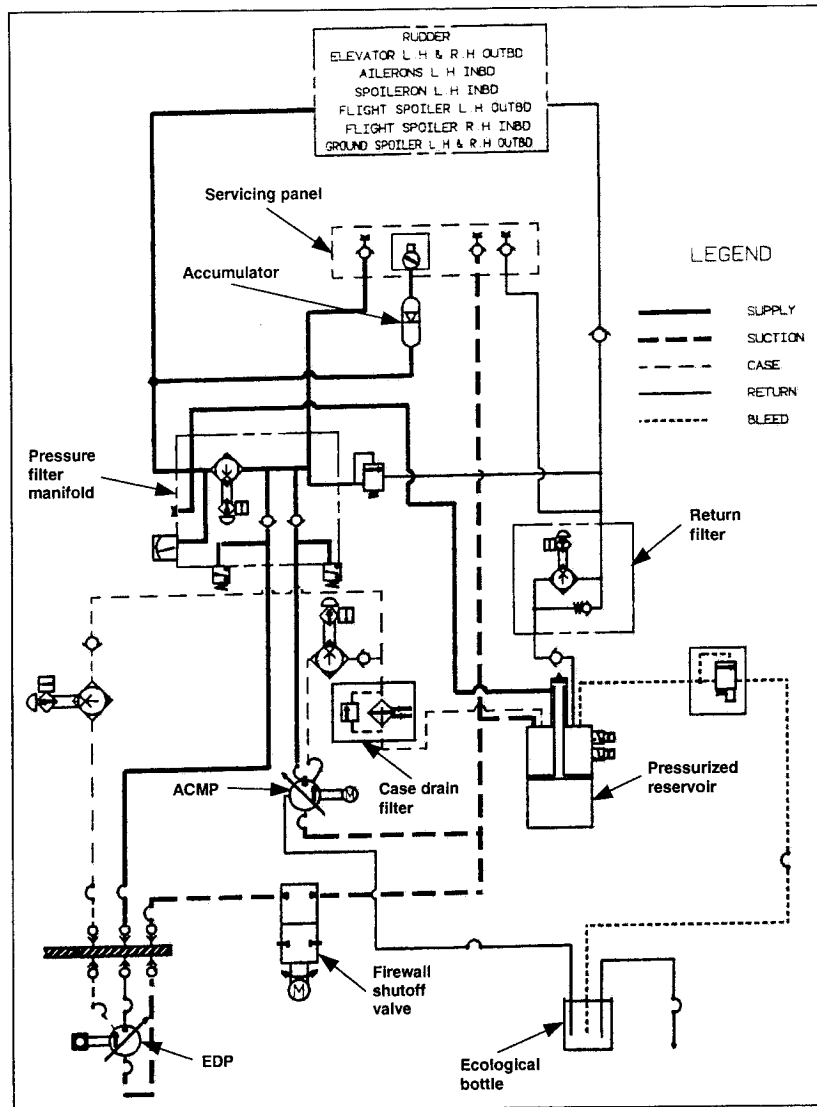 RUDDER
ELEVATOR L.H & R.H OUTBD
AILERONS L.H INBD
SPOILERON L.H INBD
FLIGHT SPOILER L.H OUTBD
FLIGHT SPOILER R.H INBD
GROUND SPOILER L.H & R.H OUTBD
Servicing panel
Accumulator
LEGEND
SUPPLY
SUCTION
CASE
RETURN
BLEED
Pressure
filter
manifold
Return
filter
ACMP
M
Case drain
filter
Pressurized
reservoir
M
Firewall
shutoff
valve
EDP
Ecological
bottle